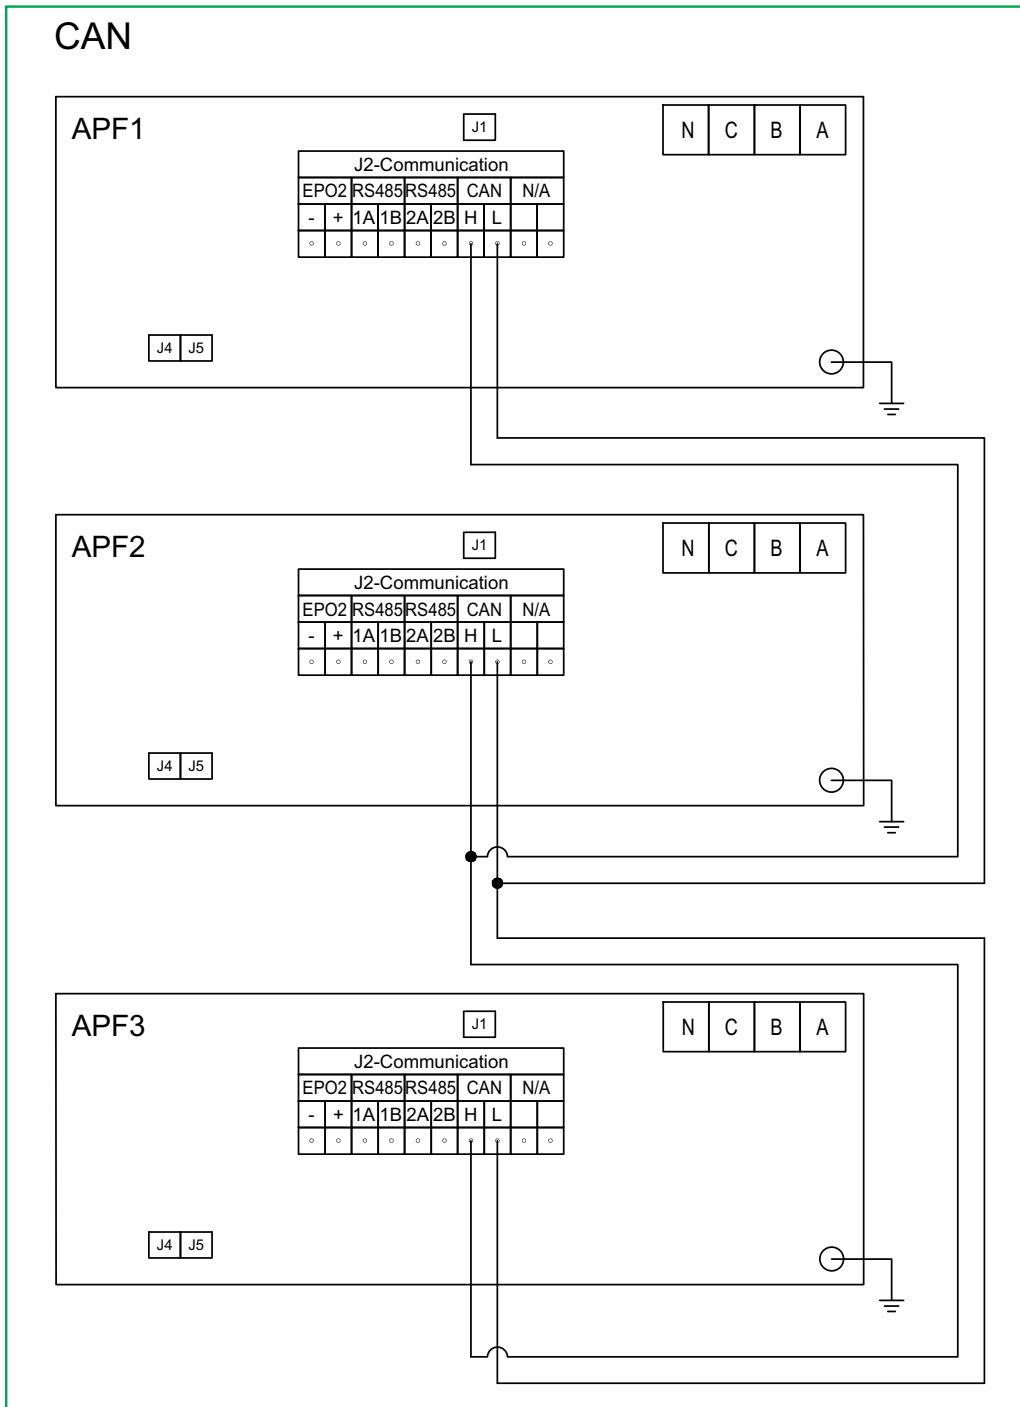 CAN
APF1
J1
N C B A
J2-Communication
EPO2 RS485 RS485 CAN N/A
- + 1A 1B 2A 2B H L
J4 J5
APF2
J1
N C B A
J2-Communication
EPO2 RS485 RS485 CAN N/A
- + 1A 1B 2A 2B H L
J4 J5
APF3
J1
N C B A
J2-Communication
EPO2 RS485 RS485 CAN N/A
- + 1A 1B 2A 2B H L
J4 J5